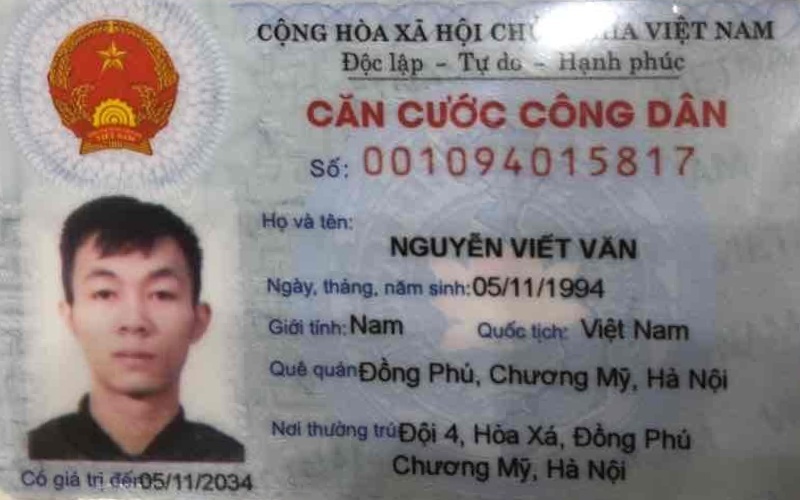 CỘNG HÒA XÃ HỘI CHỦ NGHĨA VIỆT NAM
Độc lập - Tự do - Hạnh phúc
CĂN CƯỚC CÔNG DÂN
Số: 001094015817
Họ và tên:
NGUYỄN VIẾT VĂN
Ngày, tháng, năm sinh: 05/11/1994
Giới tính: Nam Quốc tịch: Việt Nam
Quê quán Đồng Phú, Chương Mỹ, Hà Nội
Nơi thường trú Đội 4, Hòa Xá, Đồng Phú
Chương Mỹ, Hà Nội
Có giá trị đến 05/11/2034